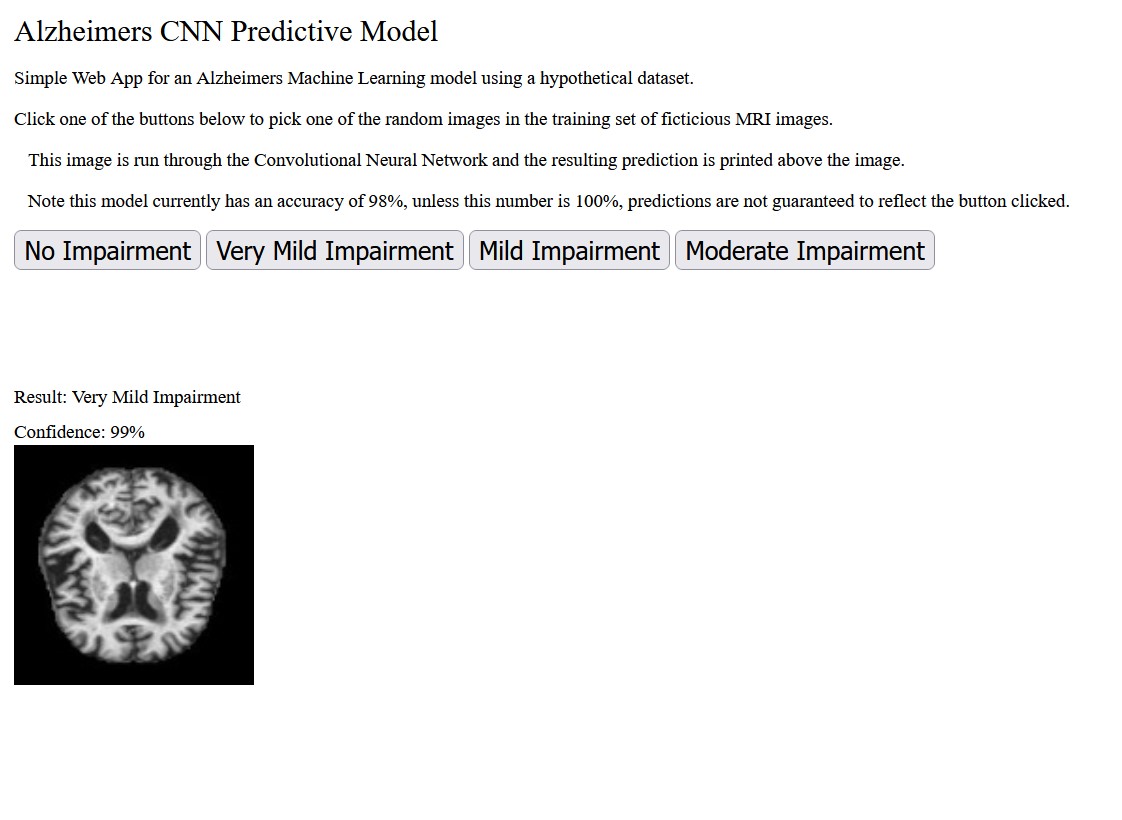 Alzheimers CNN Predictive Model
Simple Web App for an Alzheimers Machine Learning model using a hypothetical dataset.
Click one of the buttons below to pick one of the random images in the training set of ficticious MRI images.
This image is run through the Convolutional Neural Network and the resulting prediction is printed above the image.
Note this model currently has an accuracy of 98%, unless this number is 100%, predictions are not guaranteed to reflect the button clicked.
No Impairment Very Mild Impairment Mild Impairment Moderate Impairment
Result: Very Mild Impairment
Confidence: 99%